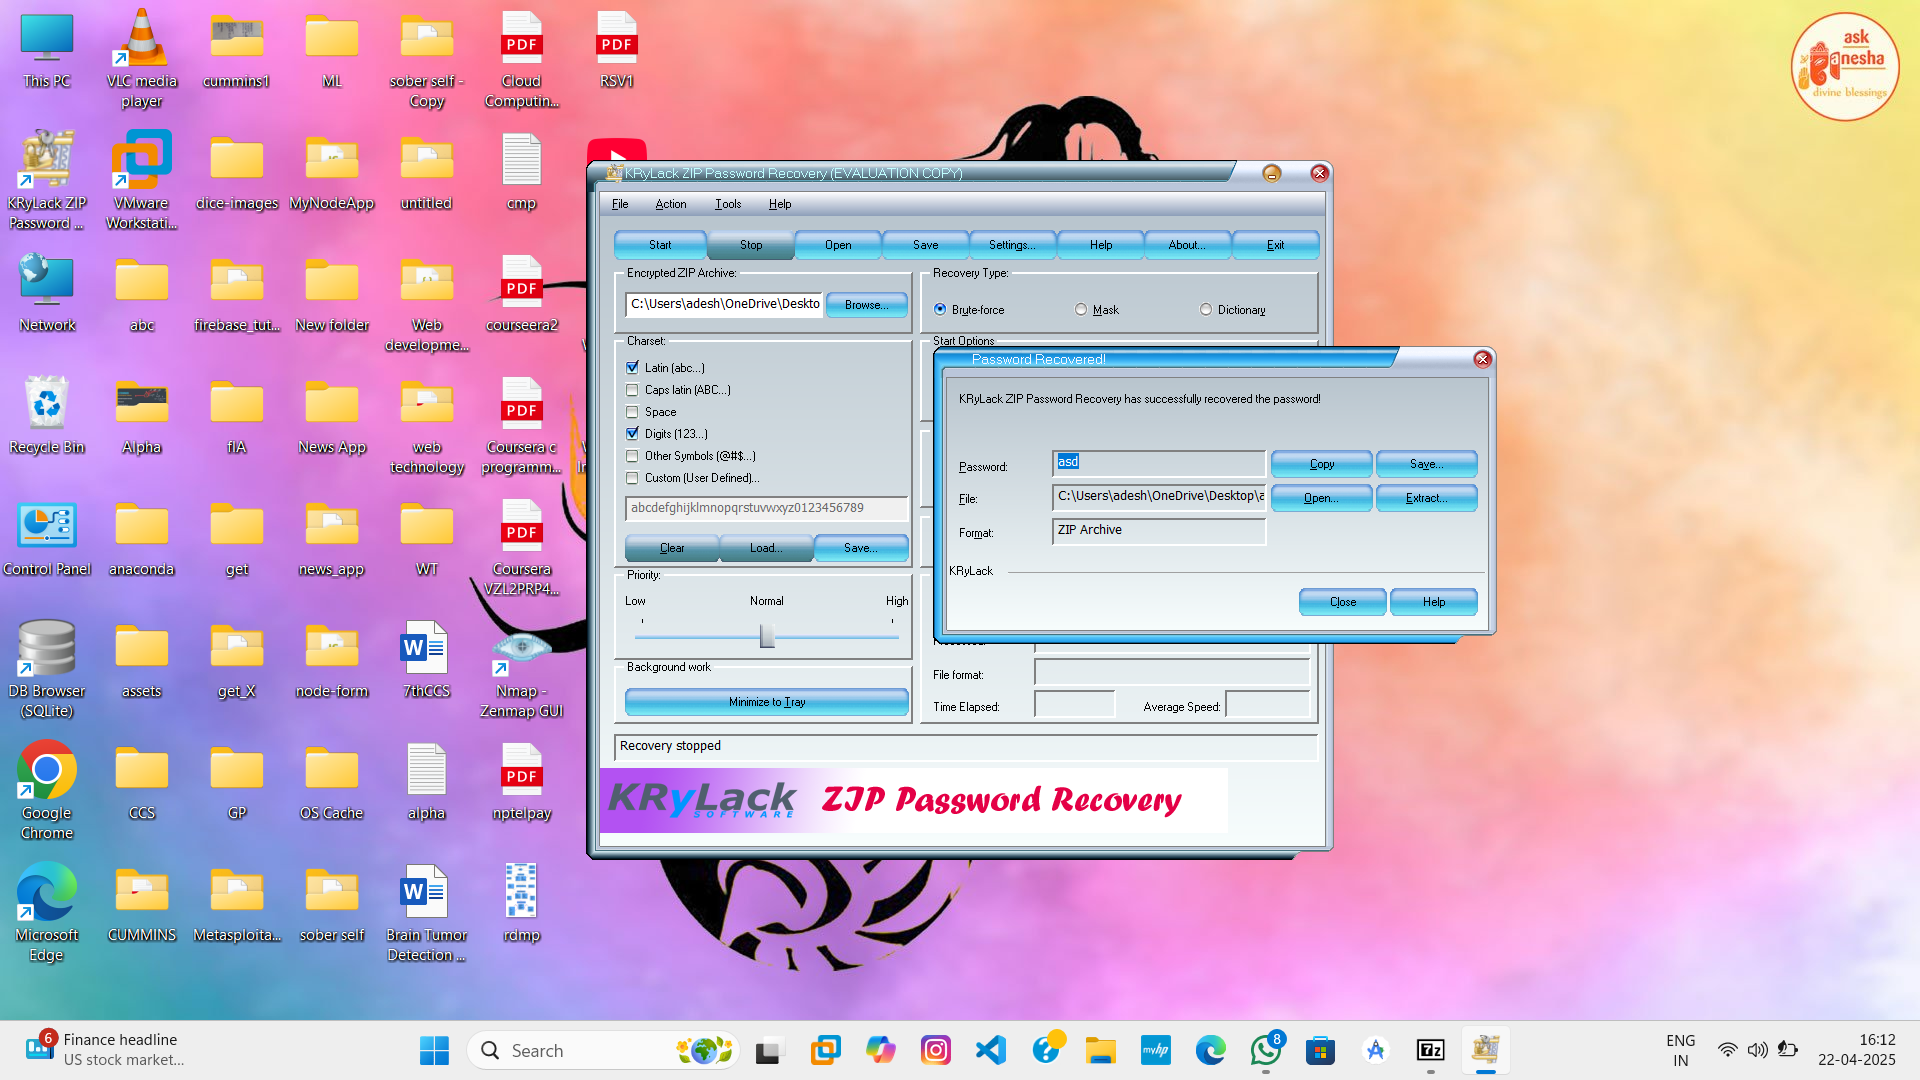 This PC
VLC media
player
cummins1
ML
sober self -
Copy
Cloud
Computin...
RSV1
KRyLack ZIP
Password ...
VMware
Workstati...
dice-images
MyNodeApp
untitled
cmp
Network
abc
firebase_tut...
New folder
Web
developme...
courseera2
Recycle Bin
Alpha
fIA
News App
web
technology
Coursera c
programm...
Control Panel
anaconda
get
news_app
WT
Coursera
VZL2PRP4...
DB Browser
(SQLite)
assets
get_X
node-form
7thCCS
Nmap -
Zenmap GUI
Google
Chrome
CCS
GP
OS Cache
alpha
nptelpay
Microsoft
Edge
CUMMINS
Metasploita...
sober self
Brain Tumor
Detection ...
rdmp
ask
anesha
divine blessings
KRyLack ZIP Password Recovery (EVALUATION COPY)
File Action Tools Help
Start Stop Open Save Settings... Help About... Exit
Encrypted ZIP Archive:
C:\Users\adesh\OneDrive\Deskto
Browse...
Recovery Type:
Brute-force Mask Dictionary
Charset:
Latin (abc...)
Caps latin (ABC...)
Space
Digits (123...)
Other Symbols (@#$...)
Custom (User Defined)...
abcdefghijklmnopqrstuvwxyz0123456789
Clear Load... Save...
Priority:
Low Normal High
Background work
Minimize to Tray
Start Options
Password Recovered!
KRyLack ZIP Password Recovery has successfully recovered the password!
Password: asd Copy Save...
File: C:\Users\adesh\OneDrive\Desktop\a Open... Extract...
Format: ZIP Archive
KRyLack
Close Help
File format:
Time Elapsed: Average Speed:
Recovery stopped
KRyLack SOFTWARE ZIP Password Recovery
6
Finance headline
US stock market...
Search
8
ENG
IN
16:12
22-04-2025